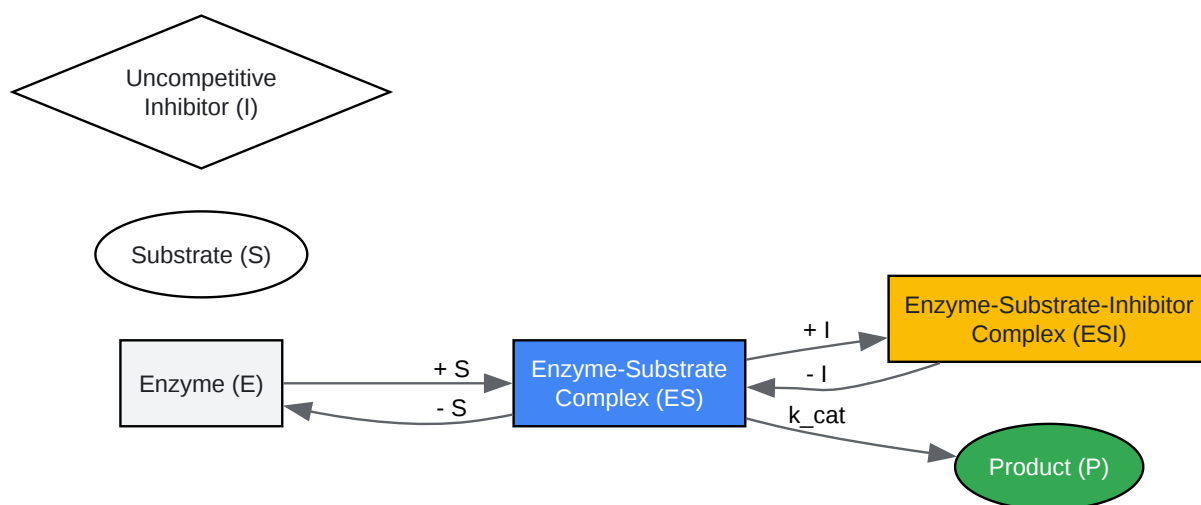 Uncompetitive
Inhibitor (I)
Substrate (S)
Enzyme (E)
+ S
- S
Enzyme-Substrate
Complex (ES)
+ I
- I
k_cat
Enzyme-Substrate-Inhibitor
Complex (ESI)
Product (P)